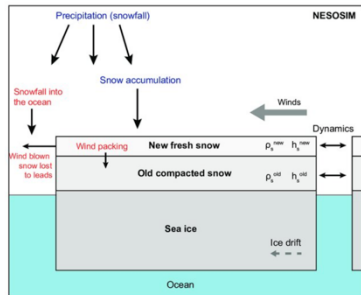 NESOSIM
Precipitation (snowfall)
Snowfall into
the ocean
Snow accumulation
Winds
Dynamics
Wind blown
snow lost
to leads
Wind packing
New fresh snow
ρₛⁿᵉʷ hₛⁿᵉʷ
Old compacted snow
ρₛᵒˡᵈ hₛᵒˡᵈ
Sea ice
Ice drift
Ocean